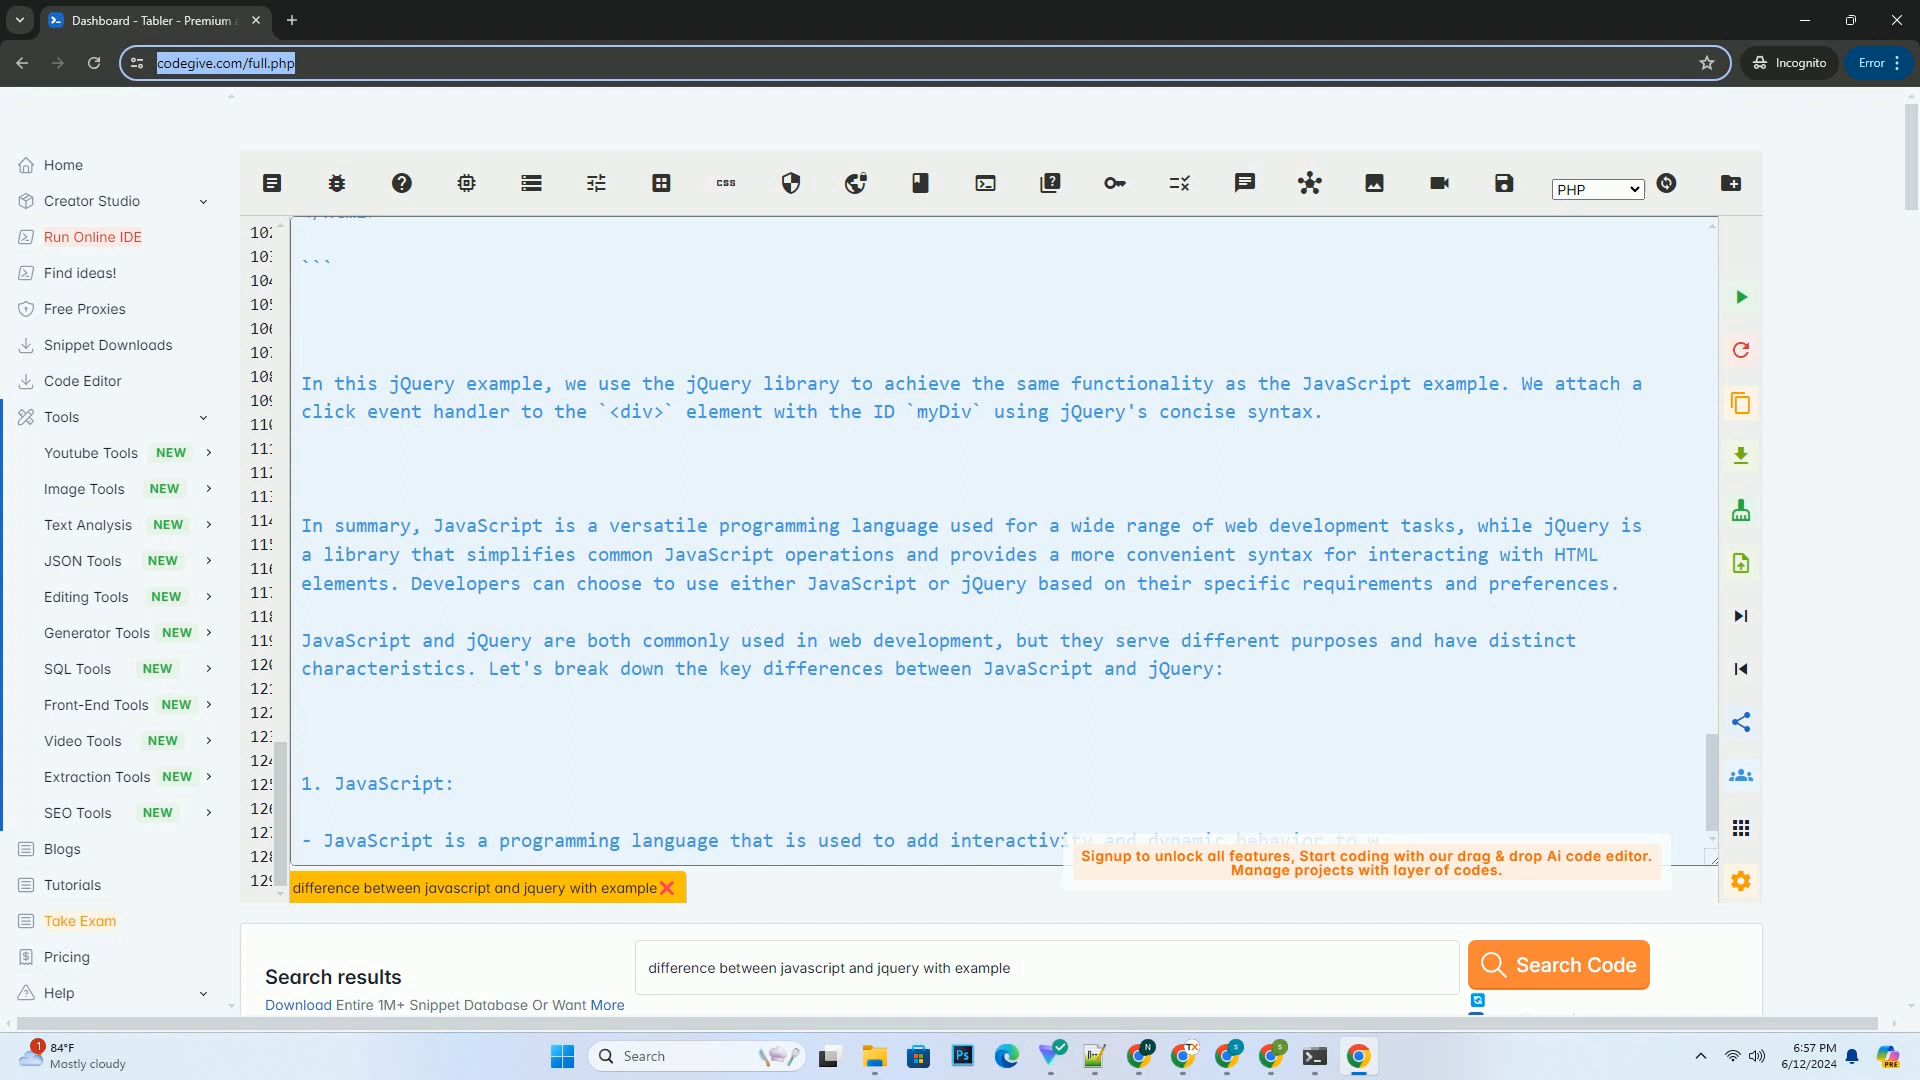 Dashboard - Tabler - Premium
codegive.com/full.php
Incognito
Error
Home
Creator Studio
Run Online IDE
Find ideas!
Free Proxies
Snippet Downloads
Code Editor
Tools
Youtube Tools NEW
Image Tools NEW
Text Analysis NEW
JSON Tools NEW
Editing Tools NEW
Generator Tools NEW
SQL Tools NEW
Front-End Tools NEW
Video Tools NEW
Extraction Tools NEW
SEO Tools NEW
Blogs
Tutorials
Take Exam
Pricing
Help
css
PHP
```
In this jQuery example, we use the jQuery library to achieve the same functionality as the JavaScript example. We attach a
click event handler to the `<div>` element with the ID `myDiv` using jQuery's concise syntax.
In summary, JavaScript is a versatile programming language used for a wide range of web development tasks, while jQuery is
a library that simplifies common JavaScript operations and provides a more convenient syntax for interacting with HTML
elements. Developers can choose to use either JavaScript or jQuery based on their specific requirements and preferences.
JavaScript and jQuery are both commonly used in web development, but they serve different purposes and have distinct
characteristics. Let's break down the key differences between JavaScript and jQuery:
1. JavaScript:
- JavaScript is a programming language that is used to add interactivity and dynamic behavior to w
Signup to unlock all features, Start coding with our drag & drop Ai code editor.
Manage projects with layer of codes.
difference between javascript and jquery with example
Search results
difference between javascript and jquery with example
Search Code
Download Entire 1M+ Snippet Database Or Want More
1
84°F
Mostly cloudy
Search
6:57 PM
6/12/2024